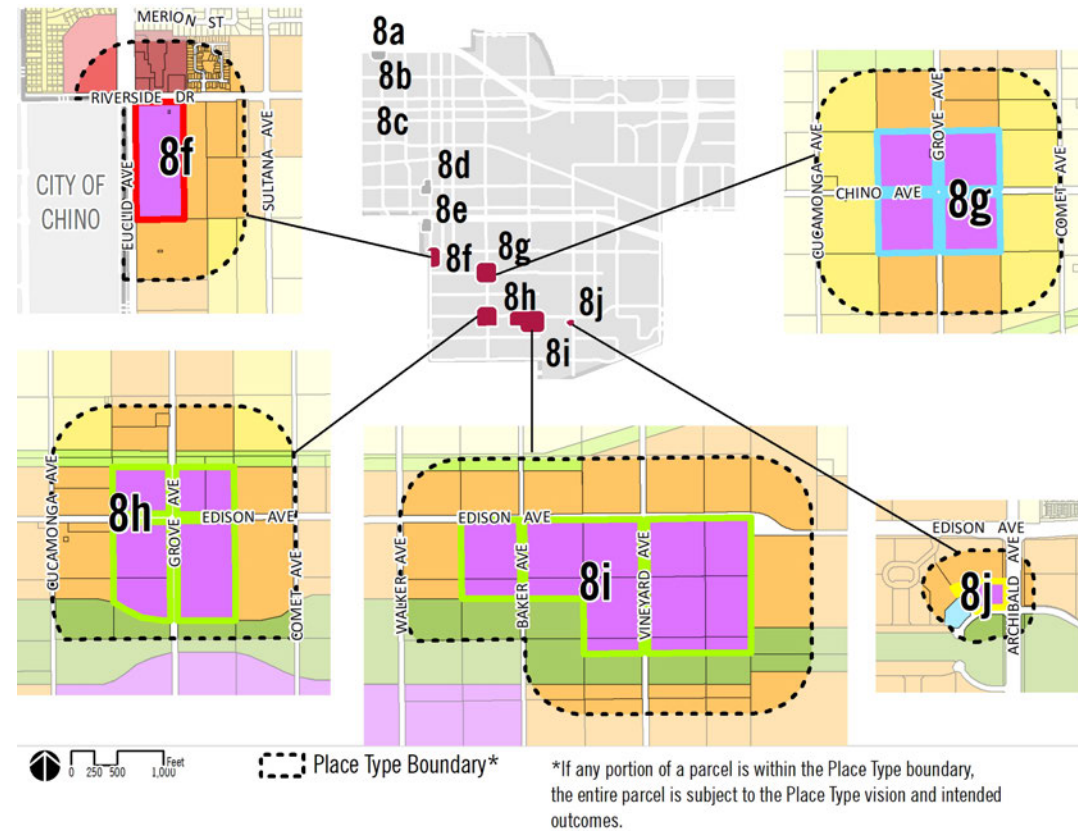 MERION ST
RIVERSIDE DR
8f
EUCLID AVE
SULTANA AVE
CITY OF
CHINO
8a
8b
8c
8d
8e
8f
8g
8h
8i
8j
CUCAMONGA AVE
GROVE AVE
CHINO AVE
8g
COMET AVE
CUCAMONGA AVE
8h
GROVE AVE
EDISON AVE
COMET AVE
WALKER AVE
EDISON AVE
BAKER AVE
8i
VINEYARD AVE
EDISON AVE
8j
ARCHIBALD AVE
0 250 500 1,000 Feet
Place Type Boundary*
*If any portion of a parcel is within the Place Type boundary,
the entire parcel is subject to the Place Type vision and intended
outcomes.